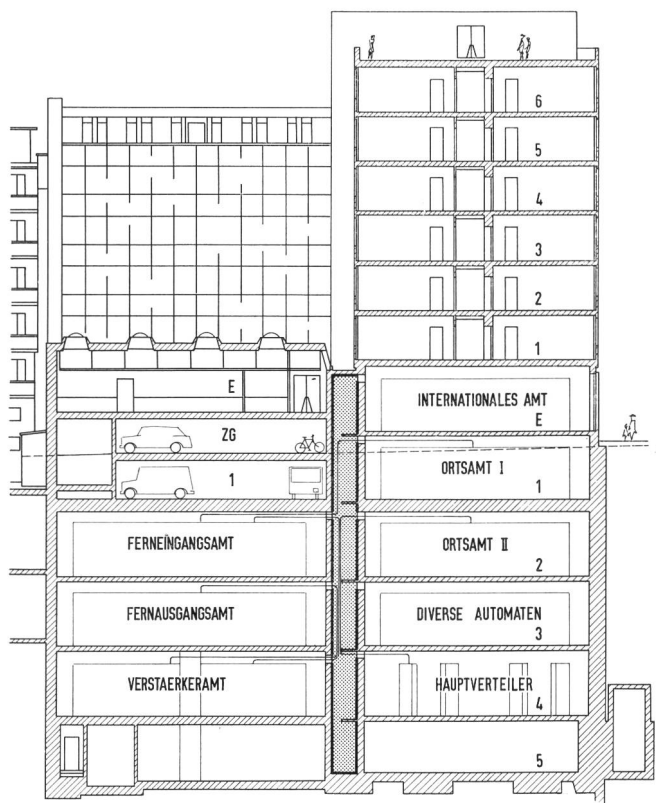 6
5
4
3
2
1
E
INTERNATIONALES AMT
E
ZG
1
ORTSAMT I
1
FERNEINGANGSAMT
ORTSAMT II
2
FERNAUSGANGSAMT
DIVERSE AUTOMATEN
3
VERSTAERKERAMT
HAUPTVERTEILER
4
5